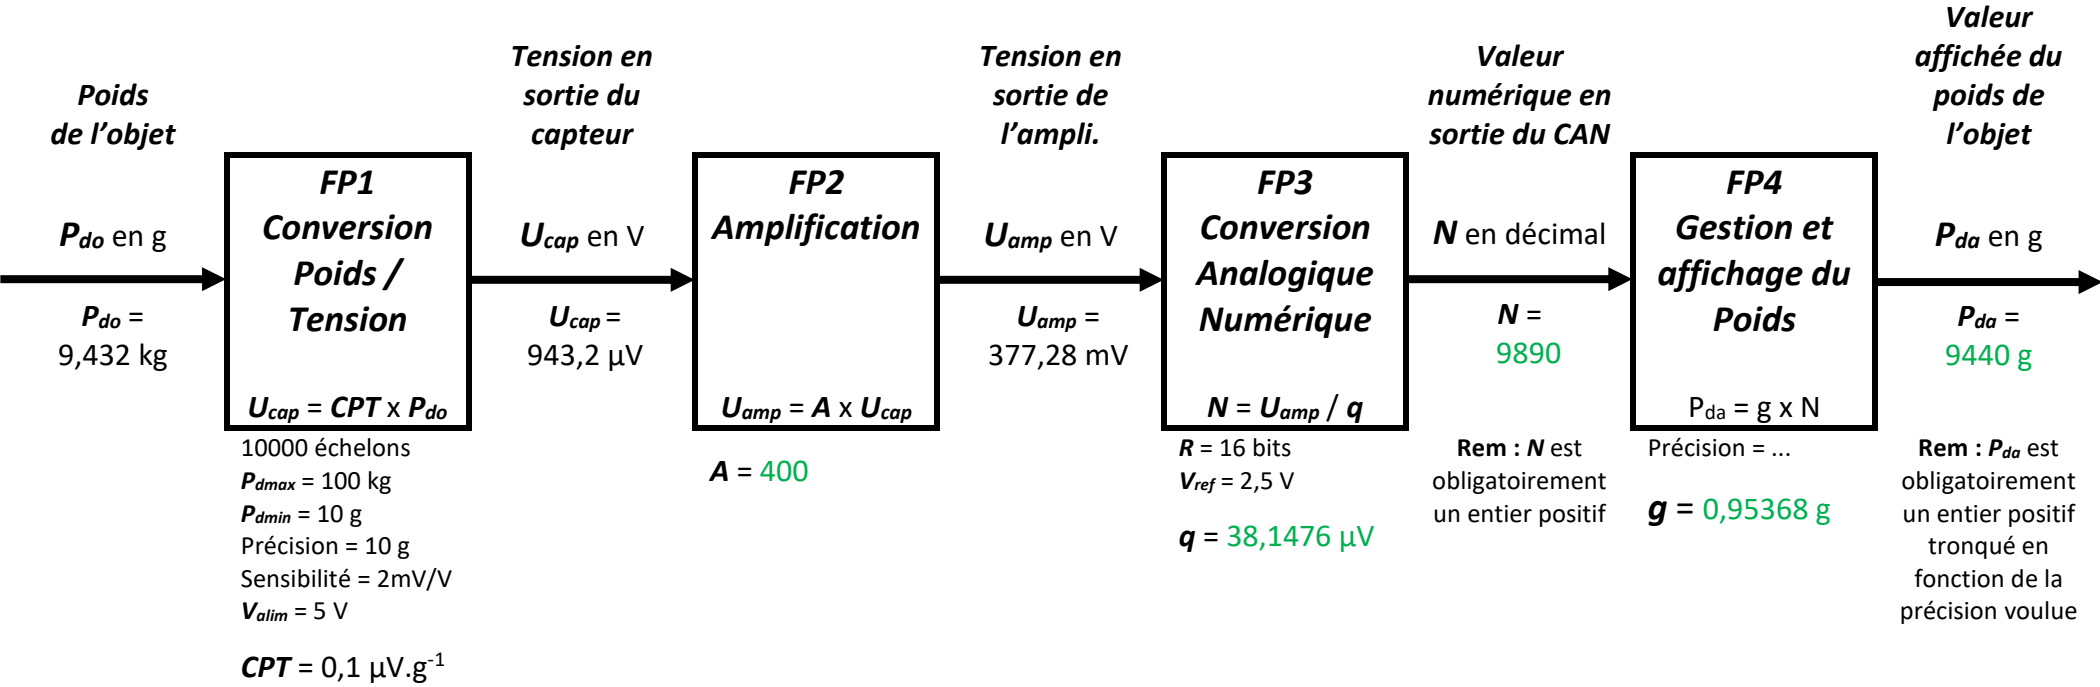 Poids
de l’objet
Pdo en g
Pdo =
9,432 kg
FP1
Conversion
Poids /
Tension
Ucap = CPT x Pdo
10000 échelons
Pdmax = 100 kg
Pdmin = 10 g
Précision = 10 g
Sensibilité = 2mV/V
Valim = 5 V
CPT = 0,1 µV.g-1
Tension en
sortie du
capteur
Ucap en V
Ucap =
943,2 µV
FP2
Amplification
Uamp = A x Ucap
A = 400
Tension en
sortie de
l’ampli.
Uamp en V
Uamp =
377,28 mV
FP3
Conversion
Analogique
Numérique
N = Uamp / q
R = 16 bits
Vref = 2,5 V
q = 38,1476 µV
Valeur
numérique en
sortie du CAN
N en décimal
N =
9890
Rem : N est
obligatoirement
un entier positif
FP4
Gestion et
affichage du
Poids
Pda = g x N
Précision = ...
g = 0,95368 g
Valeur
affichée du
poids de
l’objet
Pda en g
Pda =
9440 g
Rem : Pda est
obligatoirement
un entier positif
tronqué en
fonction de la
précision voulue